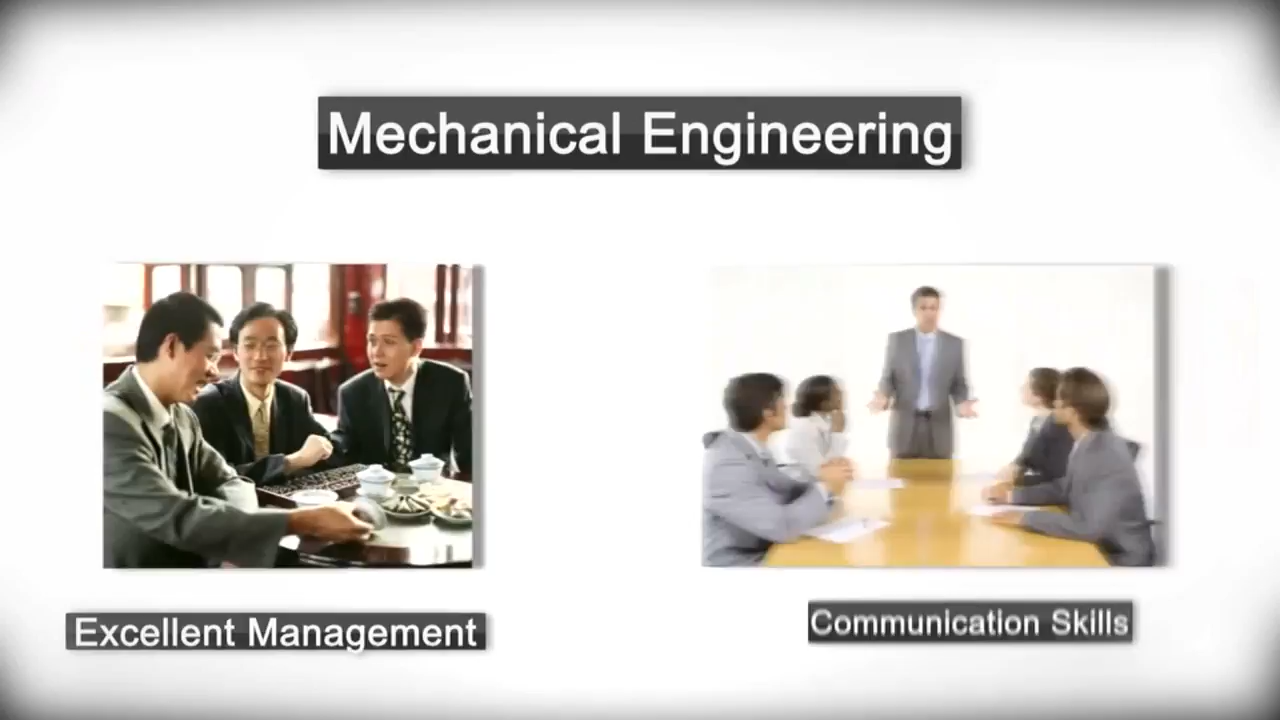 Mechanical Engineering
Excellent Management
Communication Skills